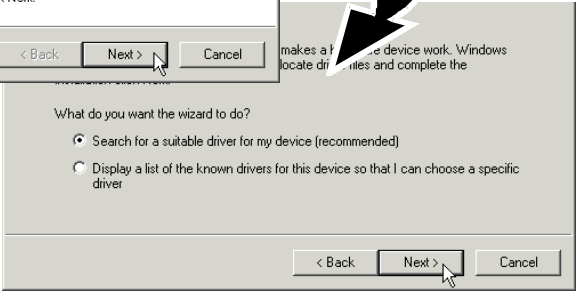 < Back Next > Cancel
makes a h e device work. Windows
locate dri files and complete the
What do you want the wizard to do?
Search for a suitable driver for my device (recommended)
Display a list of the known drivers for this device so that I can choose a specific
driver
< Back Next > Cancel